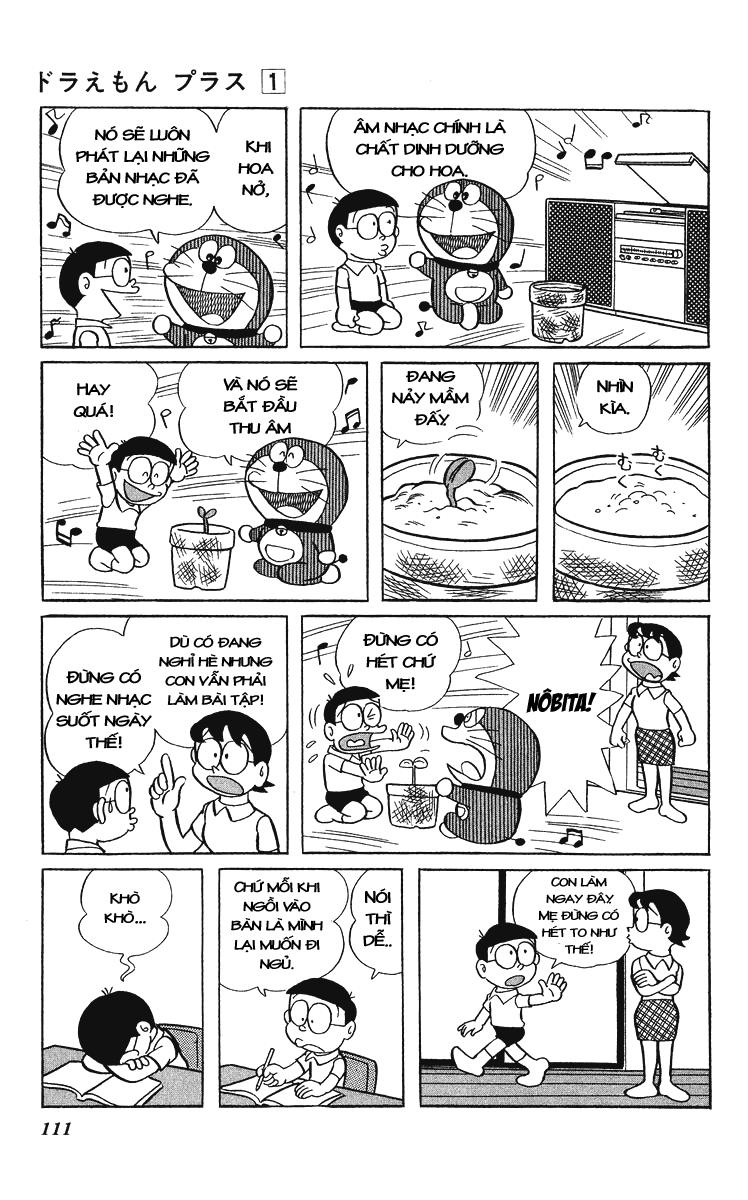 ドラえもん プラス 1
ÂM NHẠC CHÍNH LÀ
CHẤT DINH DƯỠNG
CHO HOA.
KHI
HOA
NỞ,
NÓ SẼ LUÔN
PHÁT LẠI NHỮNG
BẢN NHẠC ĐÃ
ĐƯỢC NGHE.
NHÌN
KÌA.
むく
むく
ĐANG
NẢY MẦM
ĐẤY.
VÀ NÓ SẼ
BẮT ĐẦU
THU ÂM
HAY
QUÁ!
NÔBITA!
ĐỪNG CÓ
HÉT CHỨ
MẸ!
DÙ CÓ ĐANG
NGHỈ HÈ NHƯNG
CON VẪN PHẢI
LÀM BÀI TẬP!
ĐỪNG CÓ
NGHE NHẠC
SUỐT NGÀY
THẾ!
CON LÀM
NGAY ĐÂY.
MẸ ĐỪNG CÓ
HÉT TO NHƯ
THẾ!
NÓI
THÌ
DỄ..
CHỨ MỖI KHI
NGỒI VÀO
BÀN LÀ MÌNH
LẠI MUỐN ĐI
NGỦ.
KHÒ
KHÒ...
111